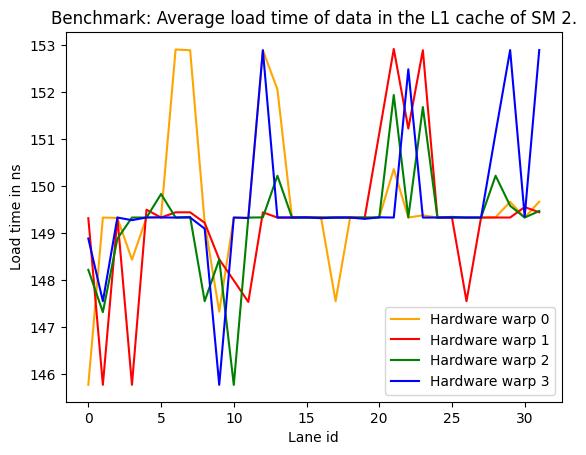 Benchmark: Average load time of data in the L1 cache of SM 2.
153
152
151
150
149
148
147
146
Load time in ns
Hardware warp 0
Hardware warp 1
Hardware warp 2
Hardware warp 3
0 5 10 15 20 25 30
Lane id